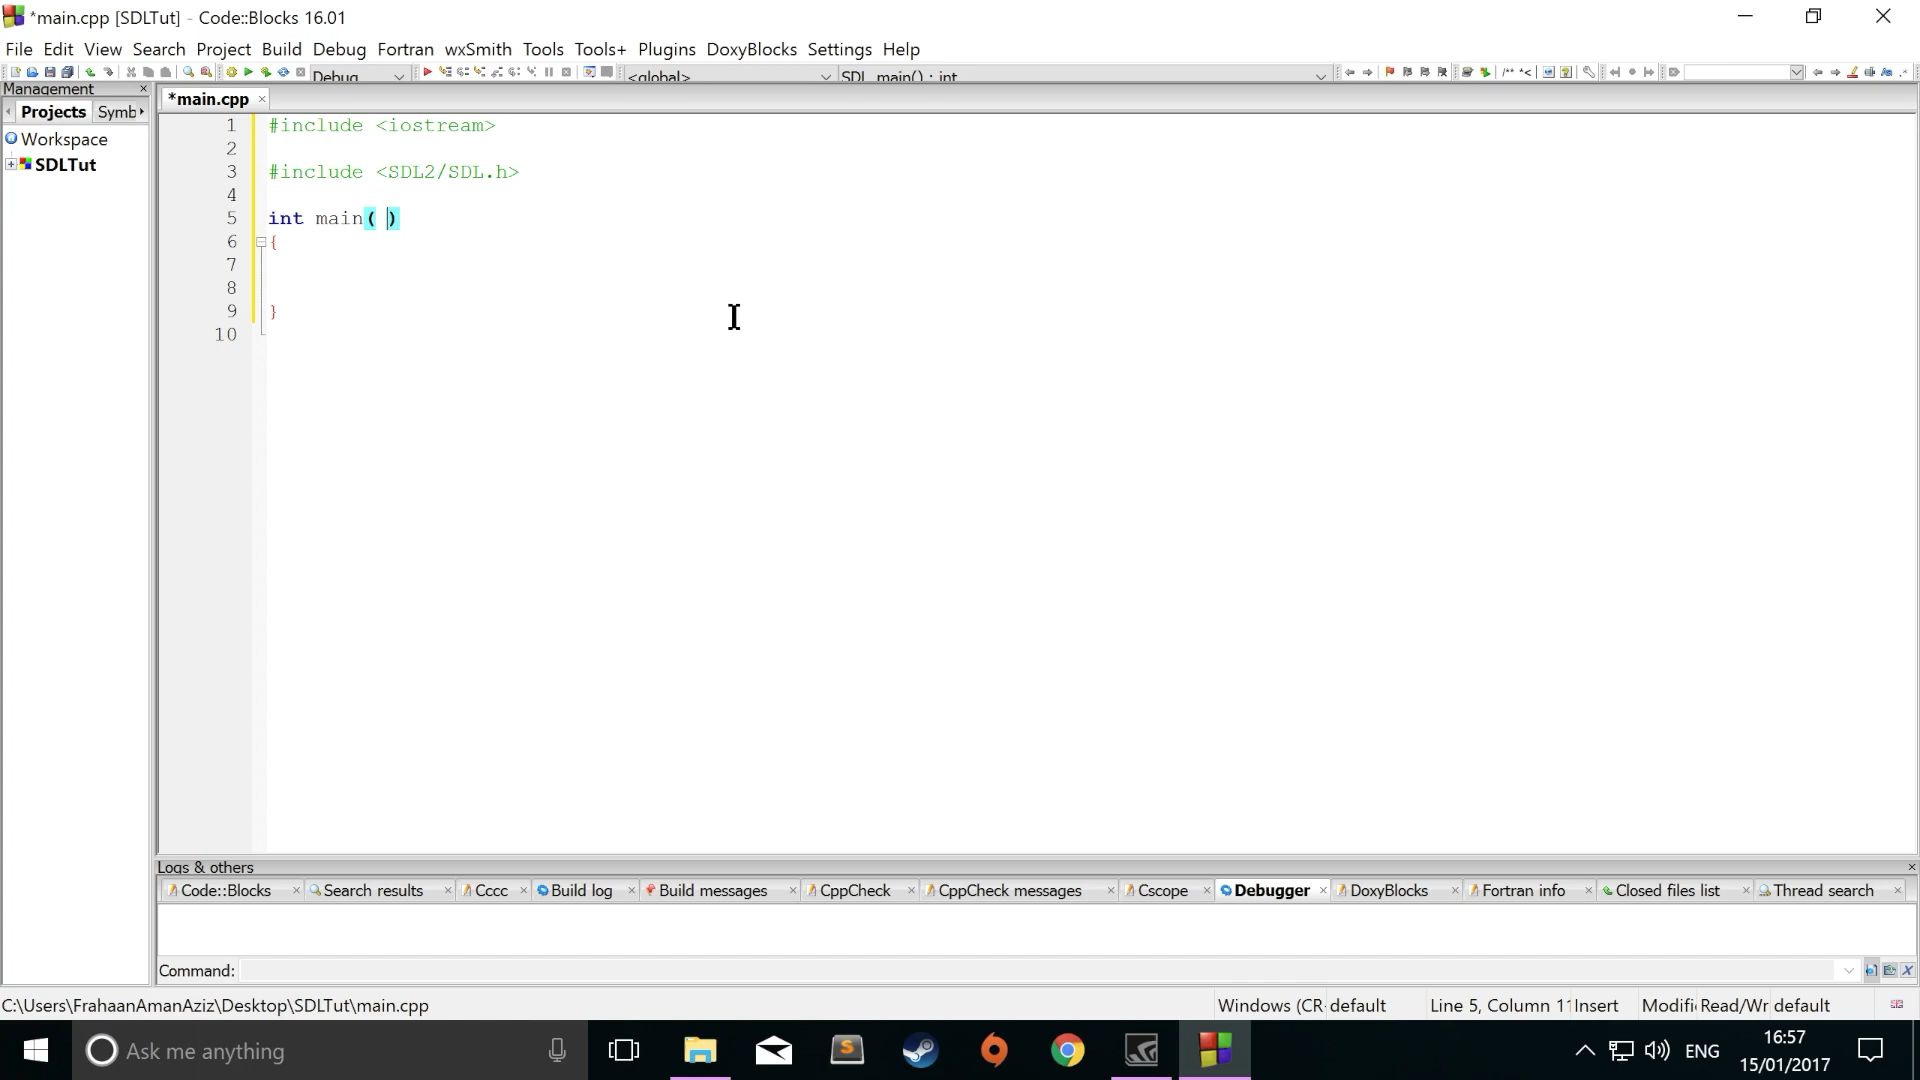 *main.cpp [SDLTut] - Code::Blocks 16.01
File Edit View Search Project Build Debug Fortran wxSmith Tools Tools+ Plugins DoxyBlocks Settings Help
Debug <global> SDL_main() : int
Management
*main.cpp
Projects Symb
Workspace
SDLTut
1 #include <iostream>
2
3 #include <SDL2/SDL.h>
4
5 int main( )
6 {
7
8
9 }
10
Logs & others
Code::Blocks Search results Cccc Build log Build messages CppCheck CppCheck messages Cscope Debugger DoxyBlocks Fortran info Closed files list Thread search
Command:
C:\Users\FrahaanAmanAziz\Desktop\SDLTut\main.cpp Windows (CR default Line 5, Column 11 Insert Modifi Read/Wr default
Ask me anything
ENG
16:57
15/01/2017